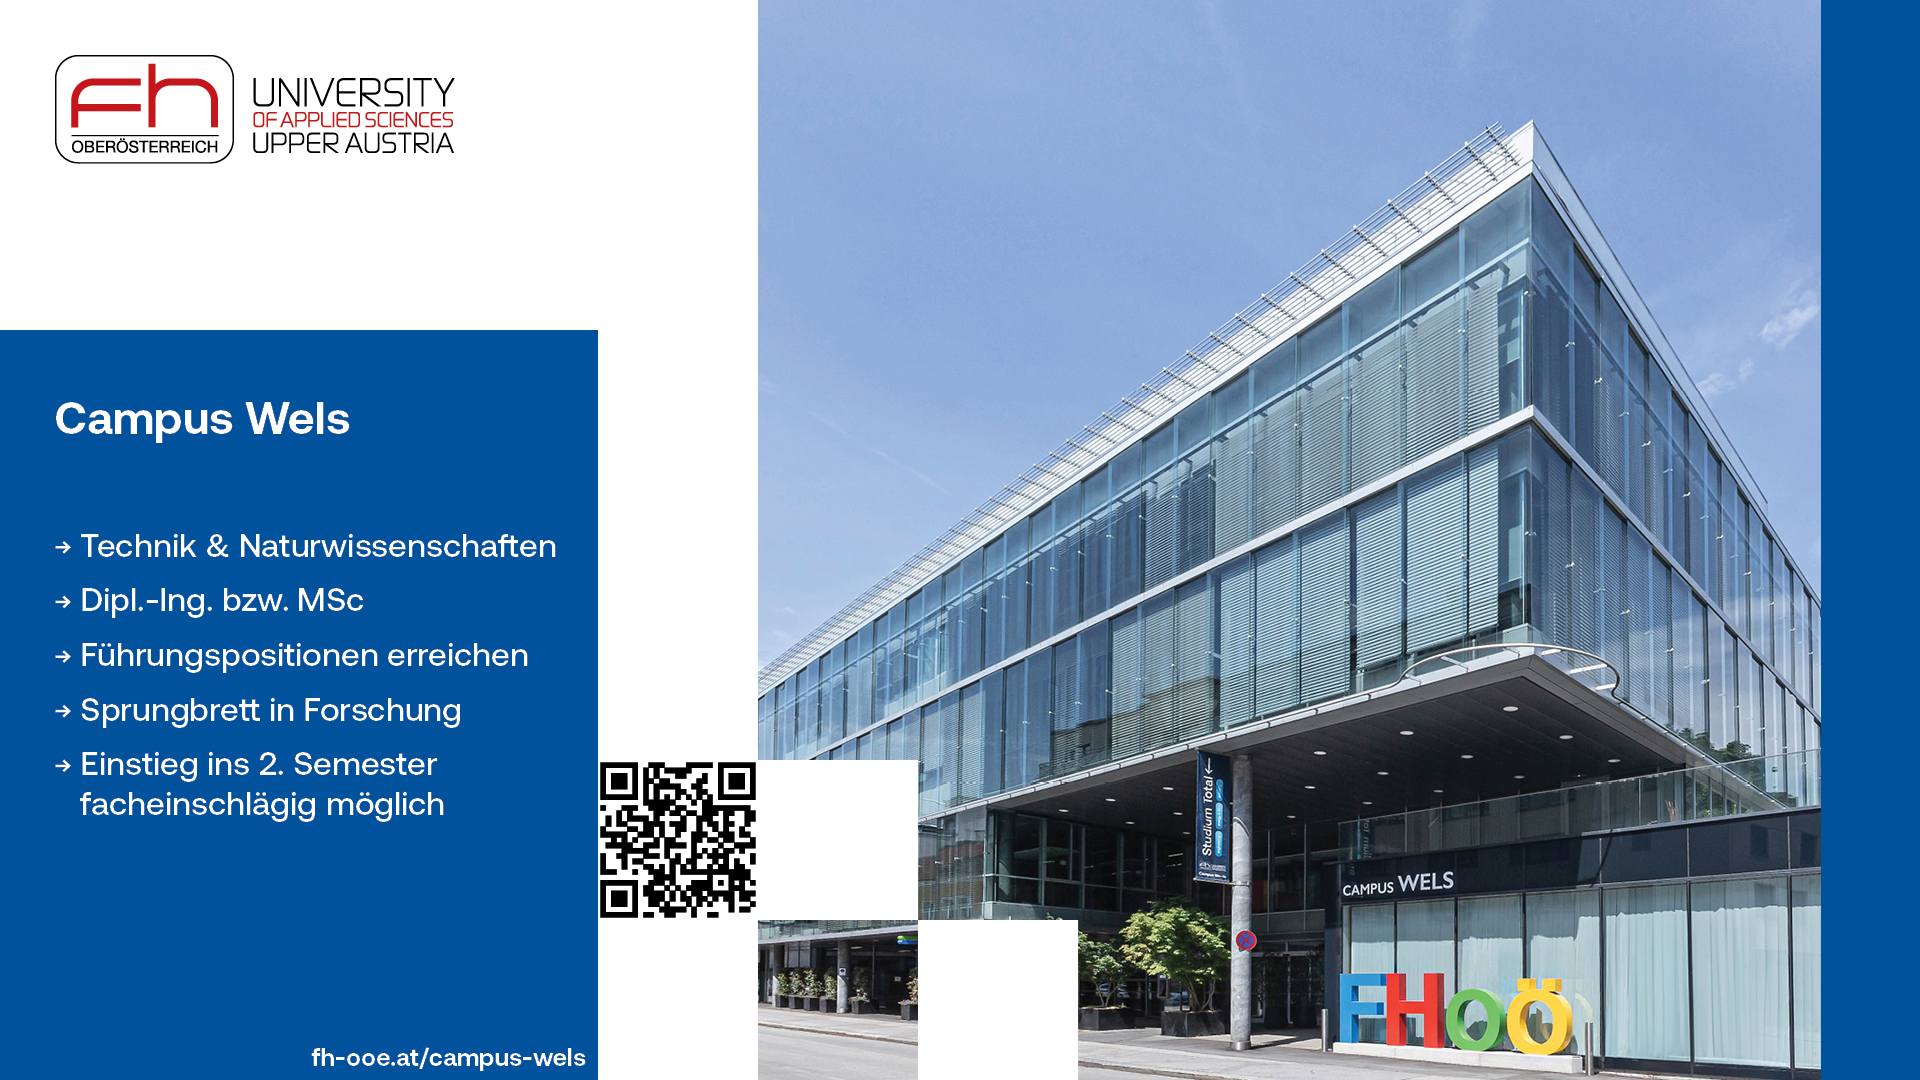 fh
OBERÖSTERREICH
UNIVERSITY
OF APPLIED SCIENCES
UPPER AUSTRIA
Campus Wels
→ Technik & Naturwissenschaften
→ Dipl.-Ing. bzw. MSc
→ Führungspositionen erreichen
→ Sprungbrett in Forschung
→ Einstieg ins 2. Semester
facheinschlägig möglich
fh-ooe.at/campus-wels
Studium Total
CAMPUS WELS
FHOÖ